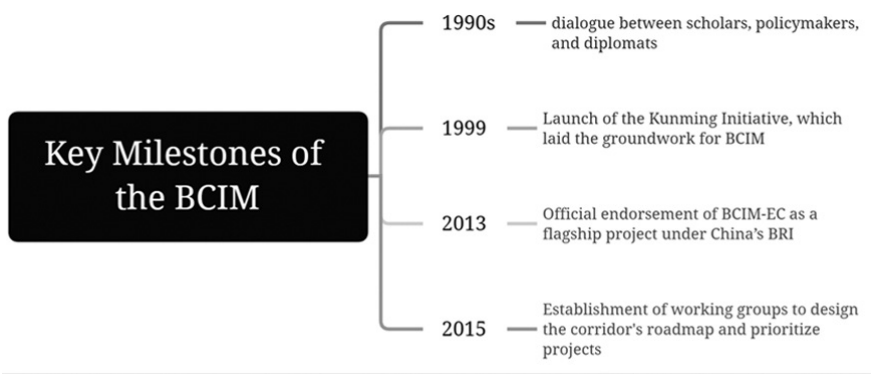 Key Milestones of
the BCIM
1990s
dialogue between scholars, policymakers,
and diplomats
1999
Launch of the Kunming Initiative, which
laid the groundwork for BCIM
2013
Official endorsement of BCIM-EC as a
flagship project under China’s BRI
2015
Establishment of working groups to design
the corridor's roadmap and prioritize
projects